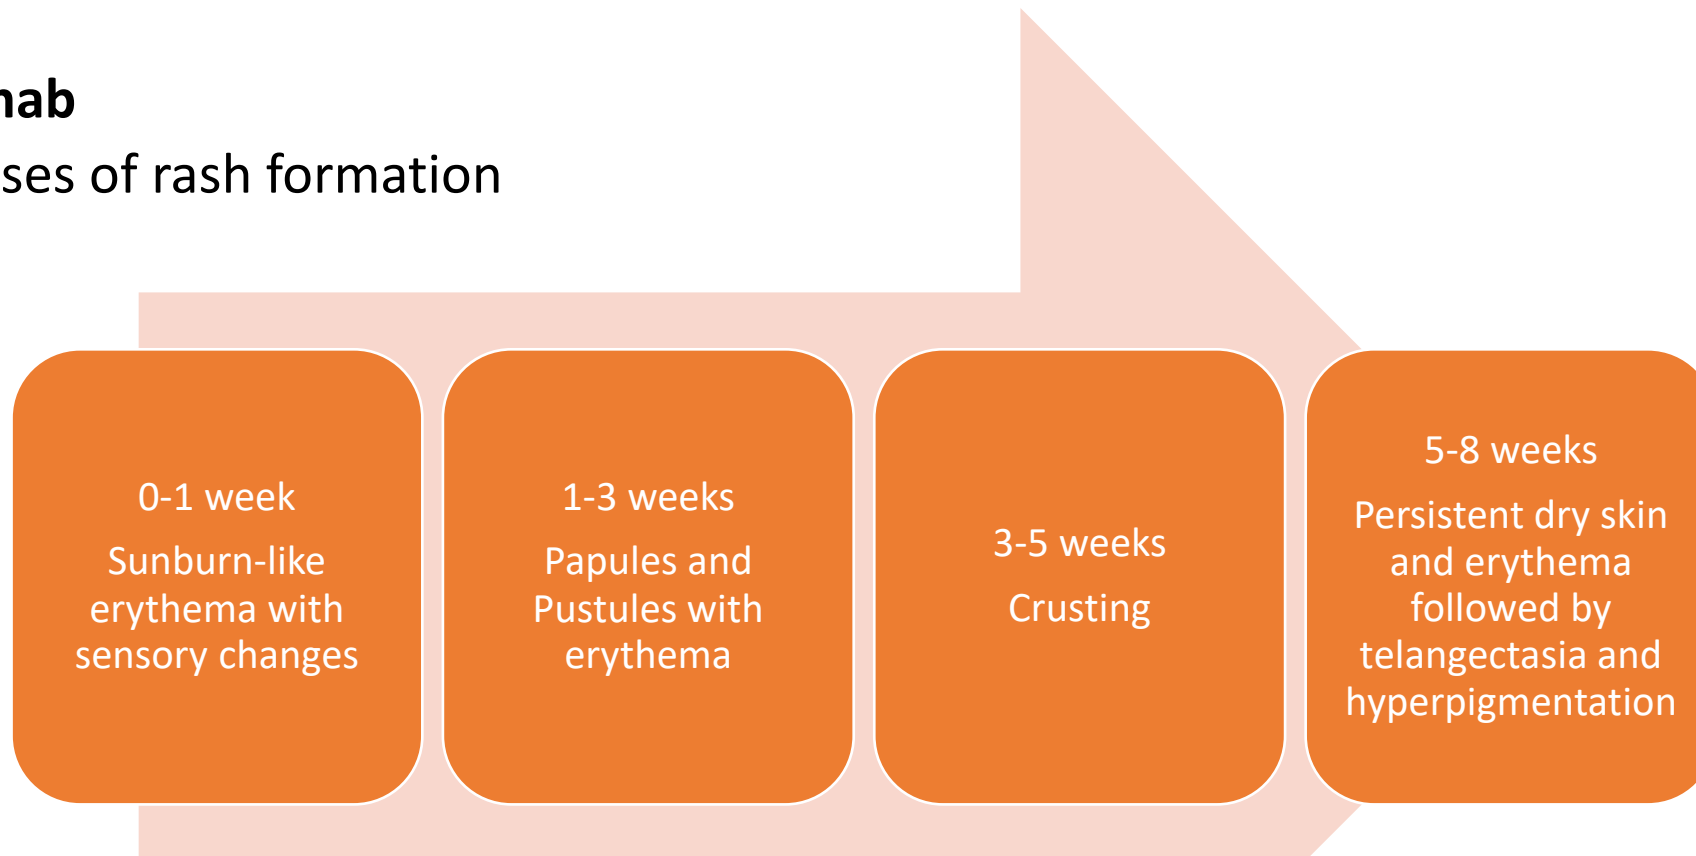 ses of rash formation
0-1 week
Sunburn-like
erythema with
sensory changes
1-3 weeks
Papules and
Pustules with
erythema
3-5 weeks
Crusting
5-8 weeks
Persistent dry skin
and erythema
followed by
telangectasia and
hyperpigmentation